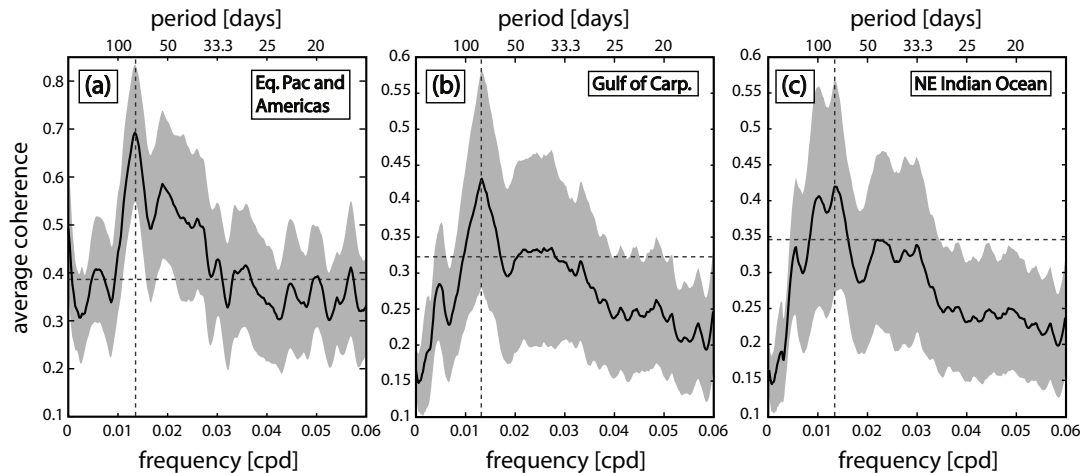 period [days]
100 50 33.3 25 20
(a)
Eq. Pac and
Americas
average coherence
0.8
0.7
0.6
0.5
0.4
0.3
0.2
0.1
0 0.01 0.02 0.03 0.04 0.05 0.06
frequency [cpd]
period [days]
100 50 33.3 25 20
(b)
Gulf of Carp.
0.6
0.55
0.5
0.45
0.4
0.35
0.3
0.25
0.2
0.15
0.1
0 0.01 0.02 0.03 0.04 0.05 0.06
frequency [cpd]
period [days]
100 50 33.3 25 20
(c)
NE Indian Ocean
0.6
0.55
0.5
0.45
0.4
0.35
0.3
0.25
0.2
0.15
0.1
0 0.01 0.02 0.03 0.04 0.05 0.06
frequency [cpd]